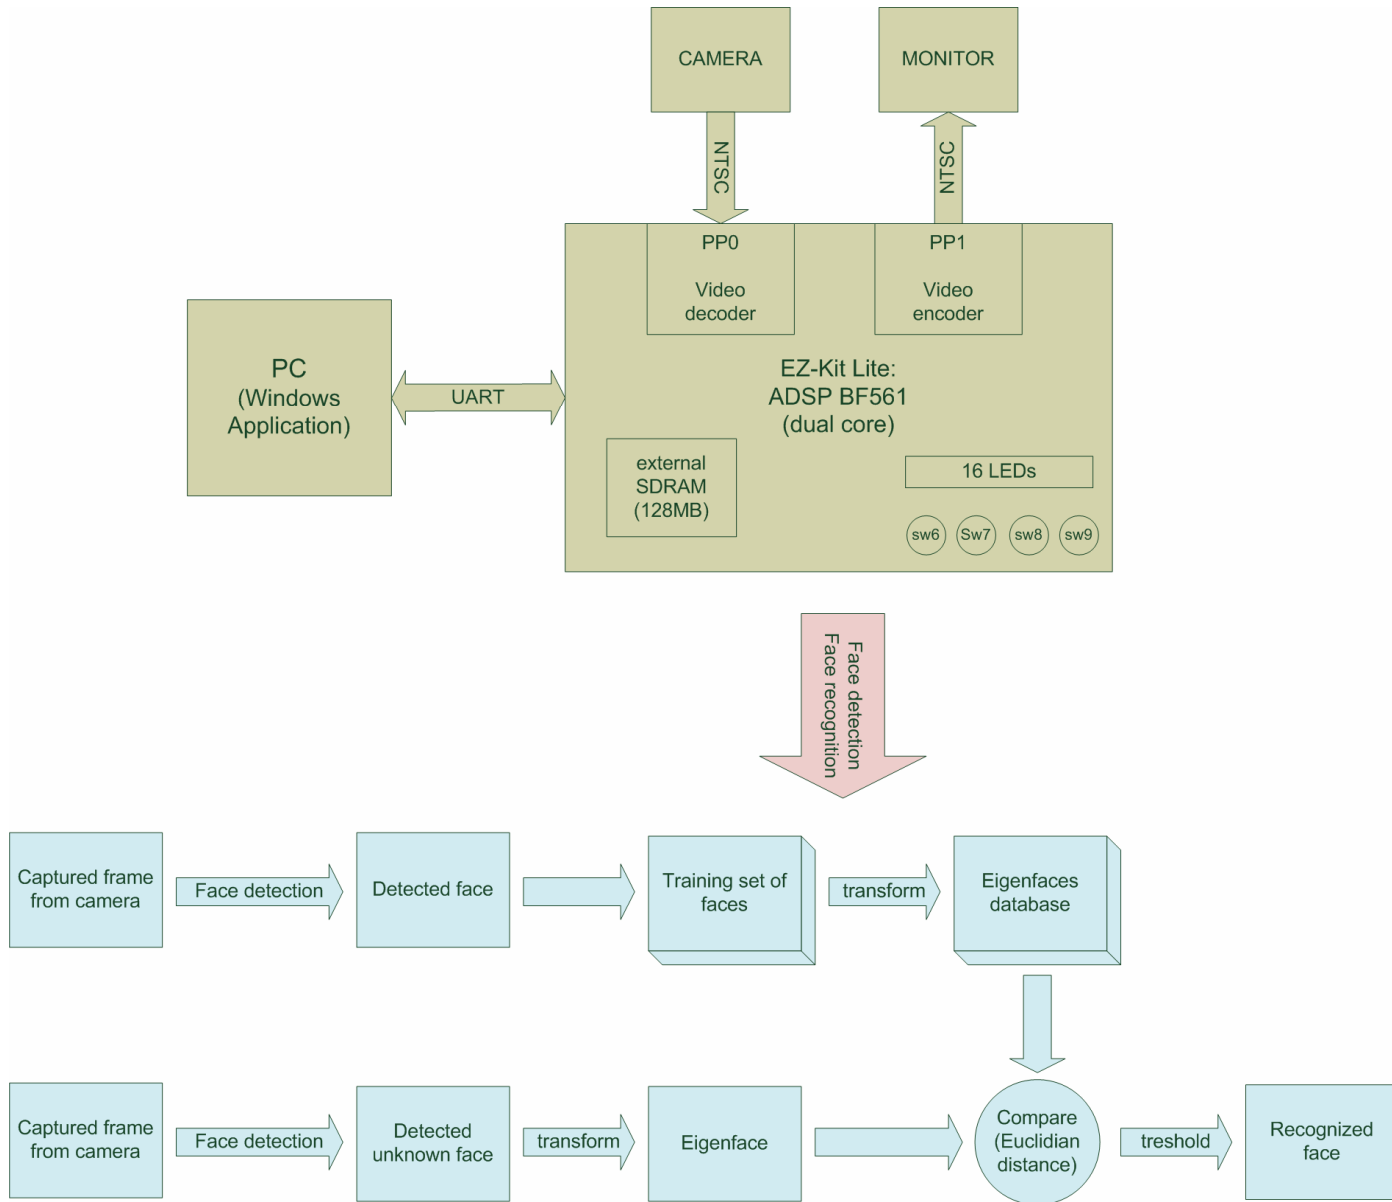 CAMERA
MONITOR
NTSC
NTSC
PP0
Video
decoder
PP1
Video
encoder
PC
(Windows
Application)
UART
EZ-Kit Lite:
ADSP BF561
(dual core)
external
SDRAM
(128MB)
16 LEDs
sw6
Sw7
sw8
sw9
Face detection
Face recognition
Captured frame
from camera
Face detection
Detected face
Training set of
faces
transform
Eigenfaces
database
Captured frame
from camera
Face detection
Detected
unknown face
transform
Eigenface
Compare
(Euclidian
distance)
treshold
Recognized
face